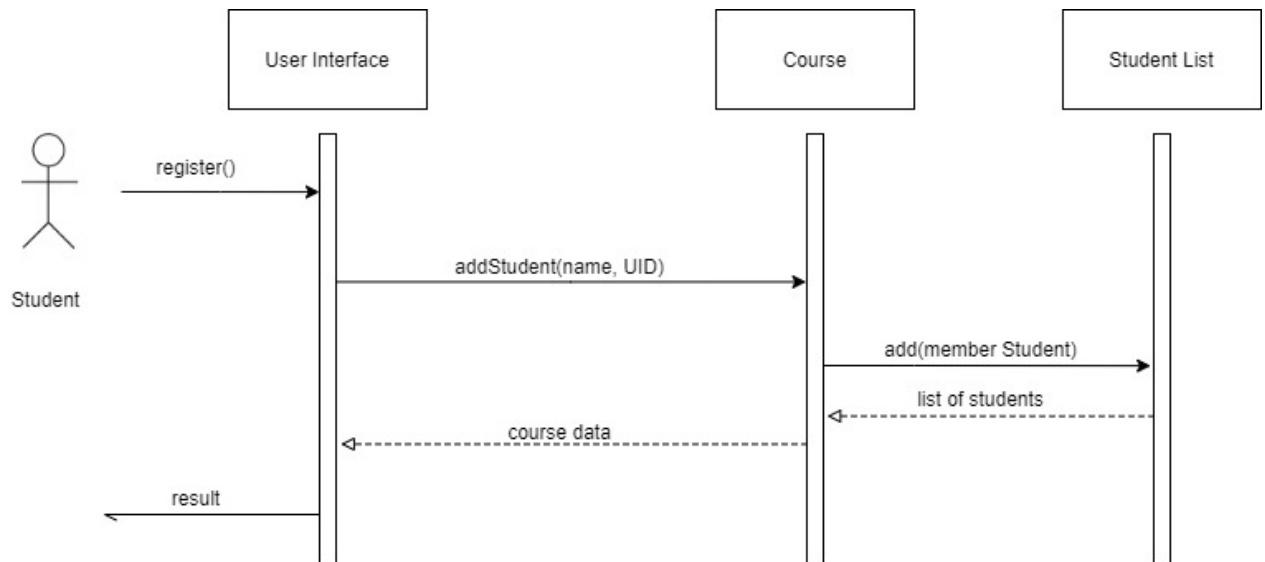 User Interface
Course
Student List
register()
addStudent(name, UID)
Student
add(member Student)
list of students
course data
result